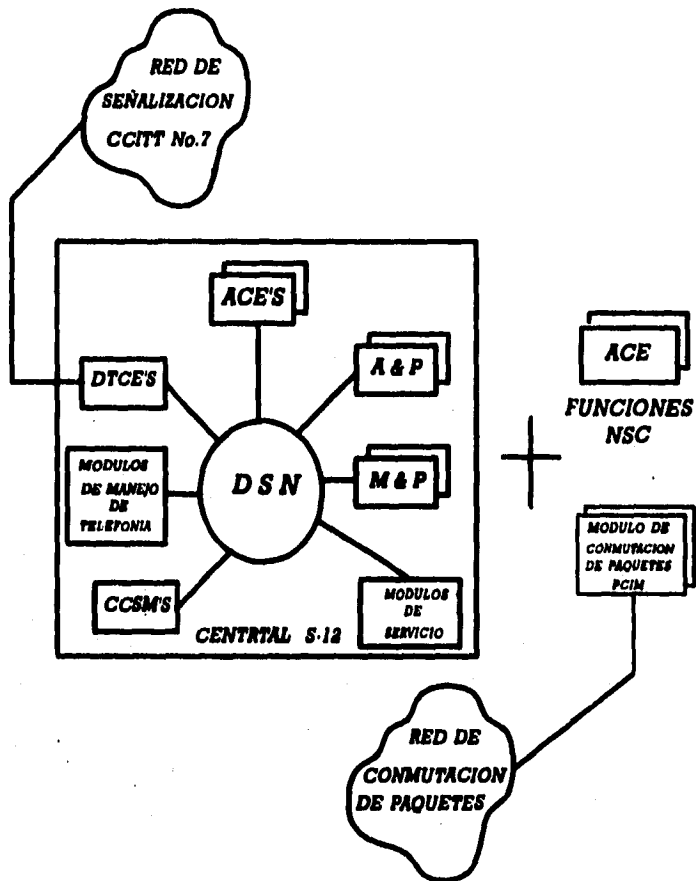 RED DE
SEÑALIZACION
CCITT No.7
ACE'S
DTCE'S
A & P
ACE
FUNCIONES
NSC
MODULOS
DE MANEJO
DE
TELEFONIA
DSN
M & P
MODULO DE
CONMUTACION
DE PAQUETES
PCIM
CCSM'S
MODULOS
DE
SERVICIO
CENTRTAL S-12
RED DE
CONMUTACION
DE PAQUETES